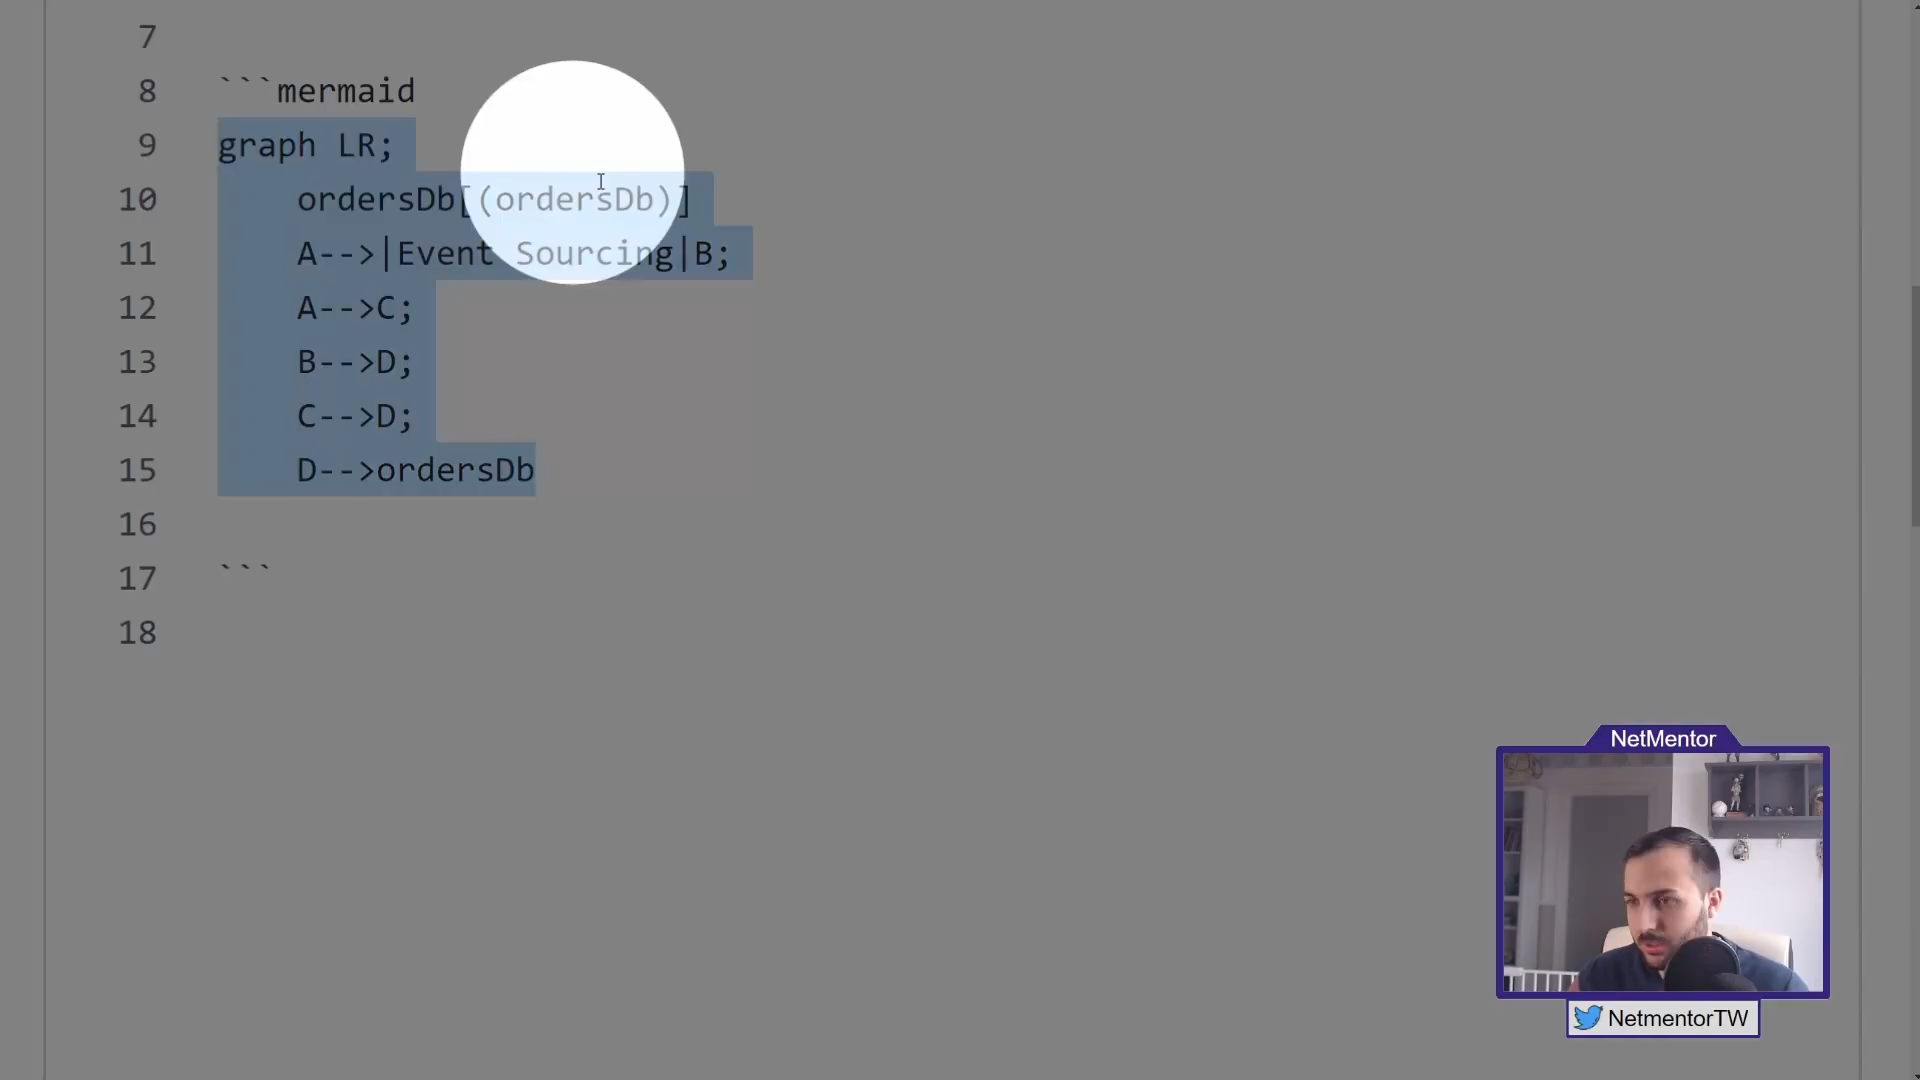 7
8 ```mermaid
9 graph LR;
10 ordersDb[(ordersDb)]
11 A-->|Event Sourcing|B;
12 A-->C;
13 B-->D;
14 C-->D;
15 D-->ordersDb
16
17 ```
18
NetMentor
NetmentorTW